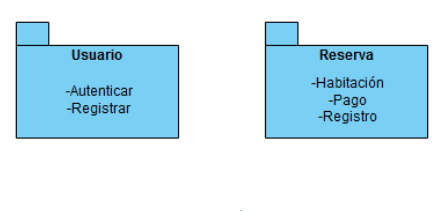 Usuario
-Autenticar
-Registrar
Reserva
-Habitación
-Pago
-Registro